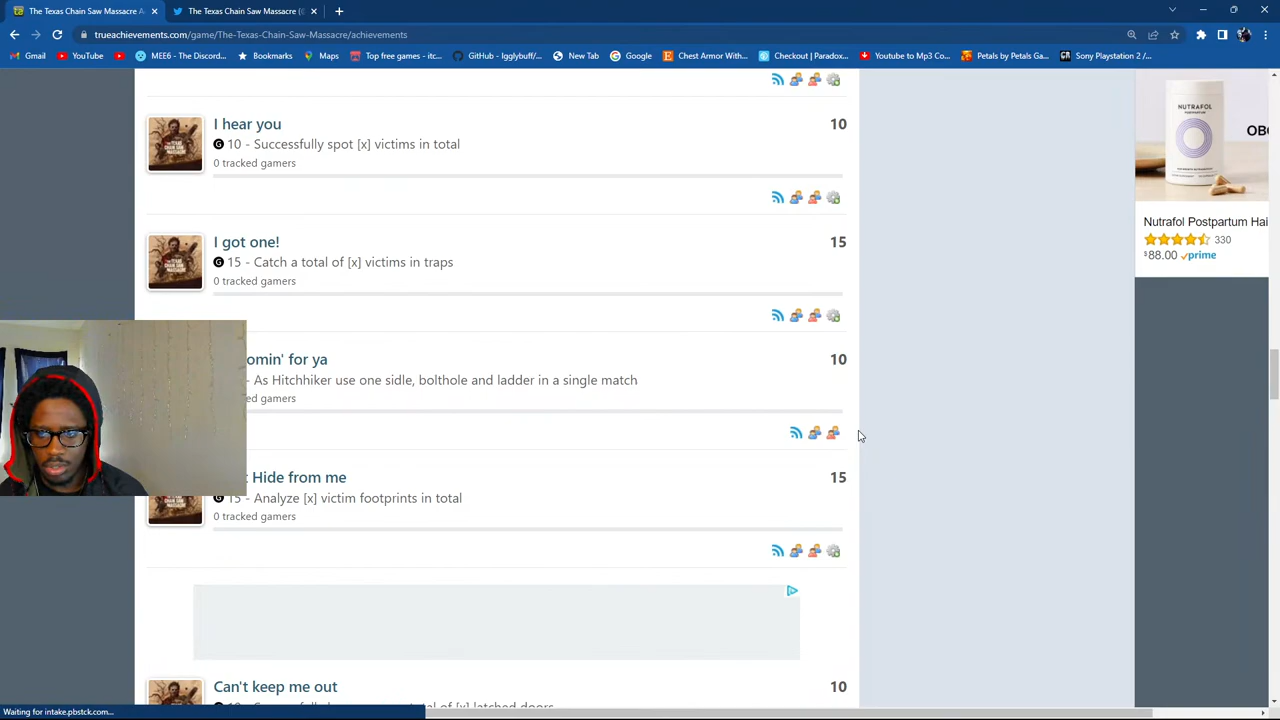 The Texas Chain Saw Massacre A
The Texas Chain Saw Massacre (
trueachievements.com/game/The-Texas-Chain-Saw-Massacre/achievements
Gmail
YouTube
MEE6 - The Discord...
Bookmarks
Maps
Top free games - itc...
GitHub - Igglybuff/...
New Tab
Google
Chest Armor With...
Checkout | Paradox...
Youtube to Mp3 Co...
Petals by Petals Ga...
Sony Playstation 2 /...
I hear you
10
G 10 - Successfully spot [x] victims in total
0 tracked gamers
I got one!
15
G 15 - Catch a total of [x] victims in traps
0 tracked gamers
omin' for ya
10
- As Hitchhiker use one sidle, bolthole and ladder in a single match
ed gamers
Hide from me
15
15 - Analyze [x] victim footprints in total
0 tracked gamers
Can't keep me out
10
latched doors
NUTRAFOL
OBG
Nutrafol Postpartum Hai
330
$88.00 prime
Waiting for intake.pbstck.com...